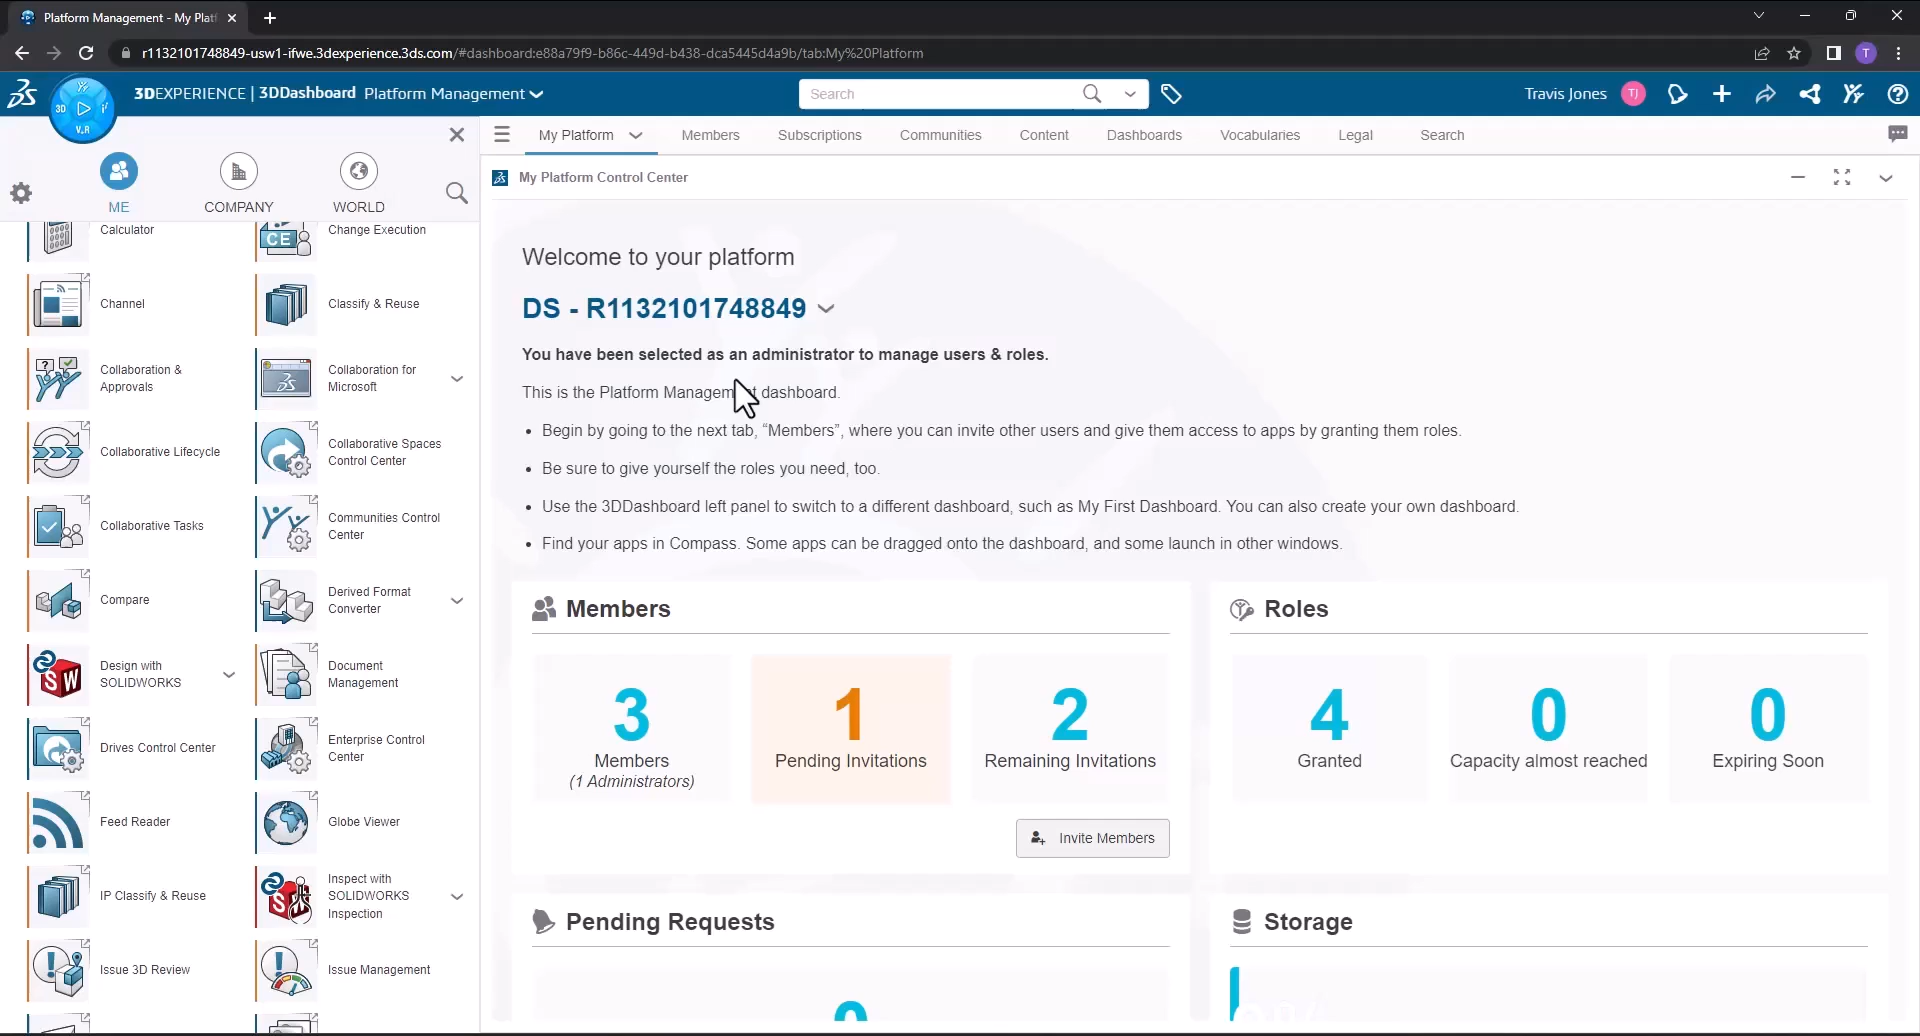 Platform Management - My Plat
r1132101748849-usw1-ifwe.3dexperience.3ds.com/#dashboard:e88a79f9-b86c-449d-b438-dca5445d4a9b/tab:My%20Platform
T
3D
i²
V.R
3DEXPERIENCE | 3DDashboard Platform Management
Search
Travis Jones
TJ
My Platform
Members
Subscriptions
Communities
Content
Dashboards
Vocabularies
Legal
Search
ME
COMPANY
WORLD
Calculator
Change Execution
Channel
Classify & Reuse
Collaboration &
Approvals
Collaboration for
Microsoft
Collaborative Lifecycle
Collaborative Spaces
Control Center
Collaborative Tasks
Communities Control
Center
Compare
Derived Format
Converter
Design with
SOLIDWORKS
Document
Management
Drives Control Center
Enterprise Control
Center
Feed Reader
Globe Viewer
IP Classify & Reuse
Inspect with
SOLIDWORKS
Inspection
Issue 3D Review
Issue Management
My Platform Control Center
Welcome to your platform
DS - R1132101748849
You have been selected as an administrator to manage users & roles.
This is the Platform Management dashboard.
• Begin by going to the next tab, “Members”, where you can invite other users and give them access to apps by granting them roles.
• Be sure to give yourself the roles you need, too.
• Use the 3DDashboard left panel to switch to a different dashboard, such as My First Dashboard. You can also create your own dashboard.
• Find your apps in Compass. Some apps can be dragged onto the dashboard, and some launch in other windows.
Members
3
Members
(1 Administrators)
1
Pending Invitations
2
Remaining Invitations
Invite Members
Roles
4
Granted
0
Capacity almost reached
0
Expiring Soon
Pending Requests
0
Storage